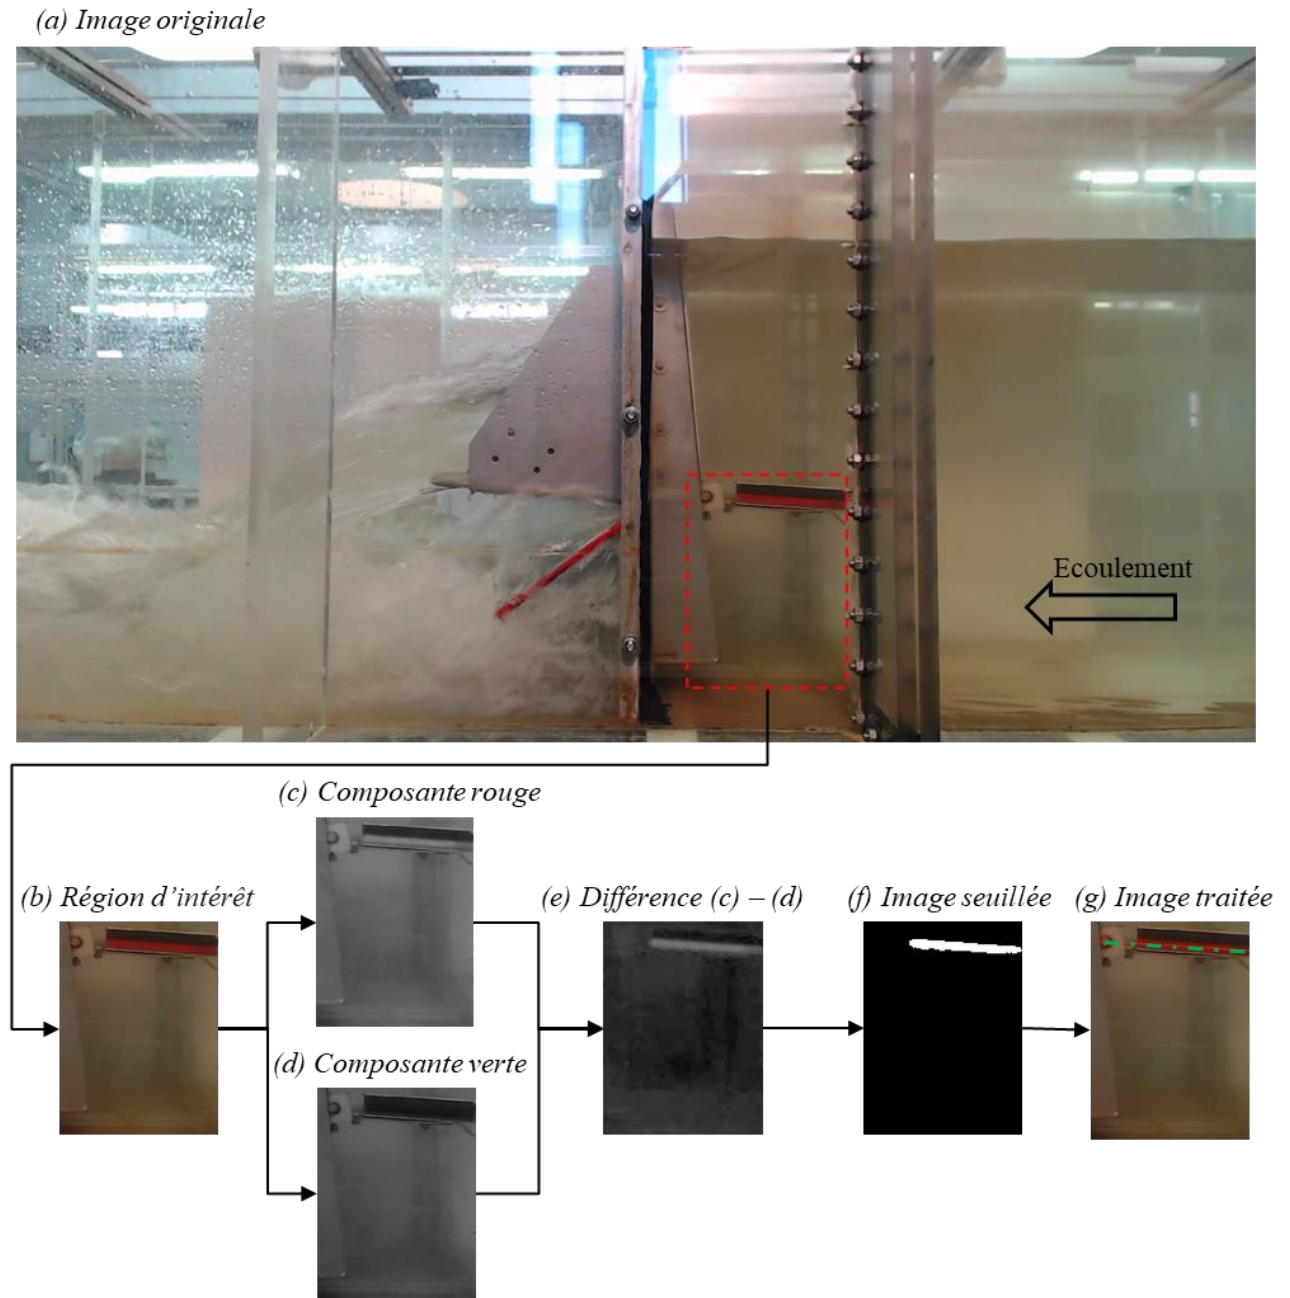 (a) Image originale
Ecoulement
(c) Composante rouge
(b) Région d'intérêt
(e) Différence (c) – (d)
(f) Image seuillée
(g) Image traitée
(d) Composante verte